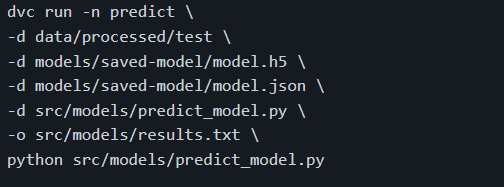 dvc run -n predict \
-d data/processed/test \
-d models/saved-model/model.h5 \
-d models/saved-model/model.json \
-d src/models/predict_model.py \
-o src/models/results.txt \
python src/models/predict_model.py